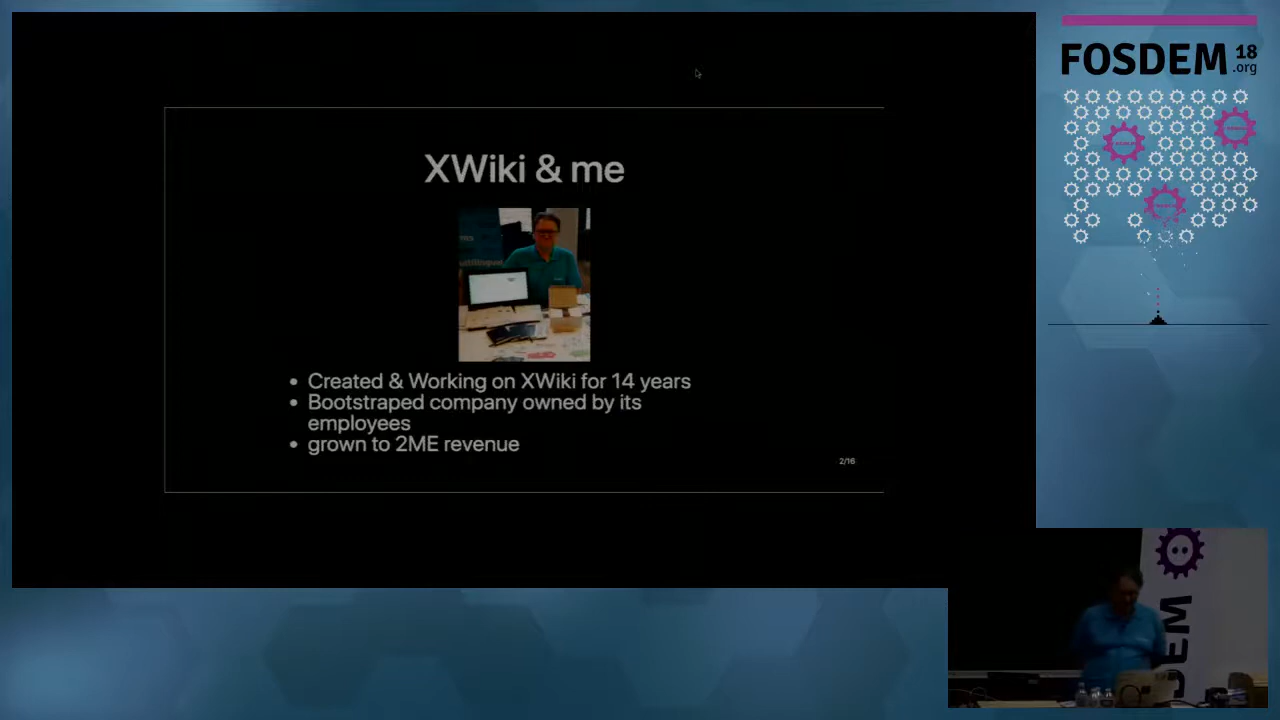 XWiki & me
Created & Working on XWiki for 14 years
Bootstraped company owned by its
employees
grown to 2ME revenue
2/16
FOSDEM 18
.org
DEM